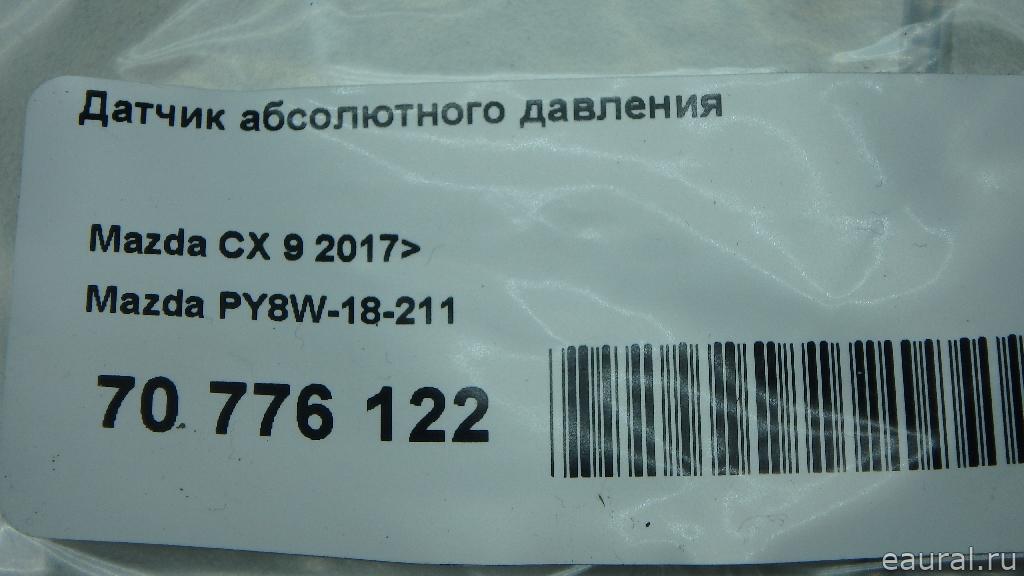 Датчик абсолютного давления
Mazda CX 9 2017>
Mazda PY8W-18-211
70 776 122
eaural.ru